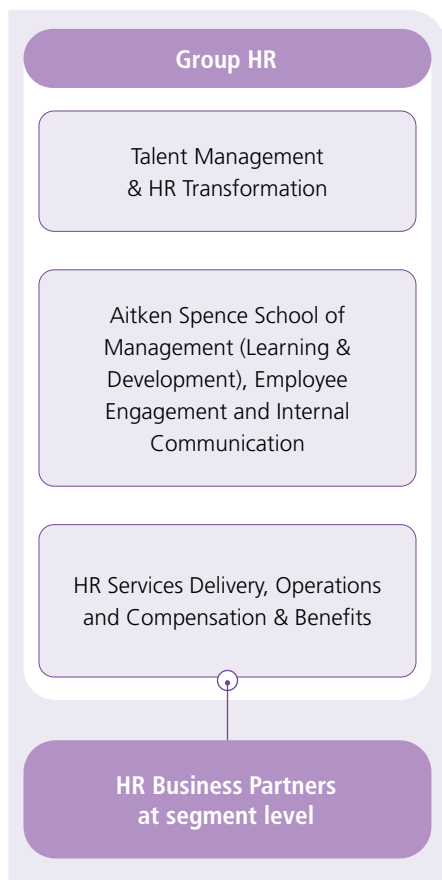 Group HR
Talent Management
& HR Transformation
Aitken Spence School of
Management (Learning &
Development), Employee
Engagement and Internal
Communication
HR Services Delivery, Operations
and Compensation & Benefits
HR Business Partners
at segment level